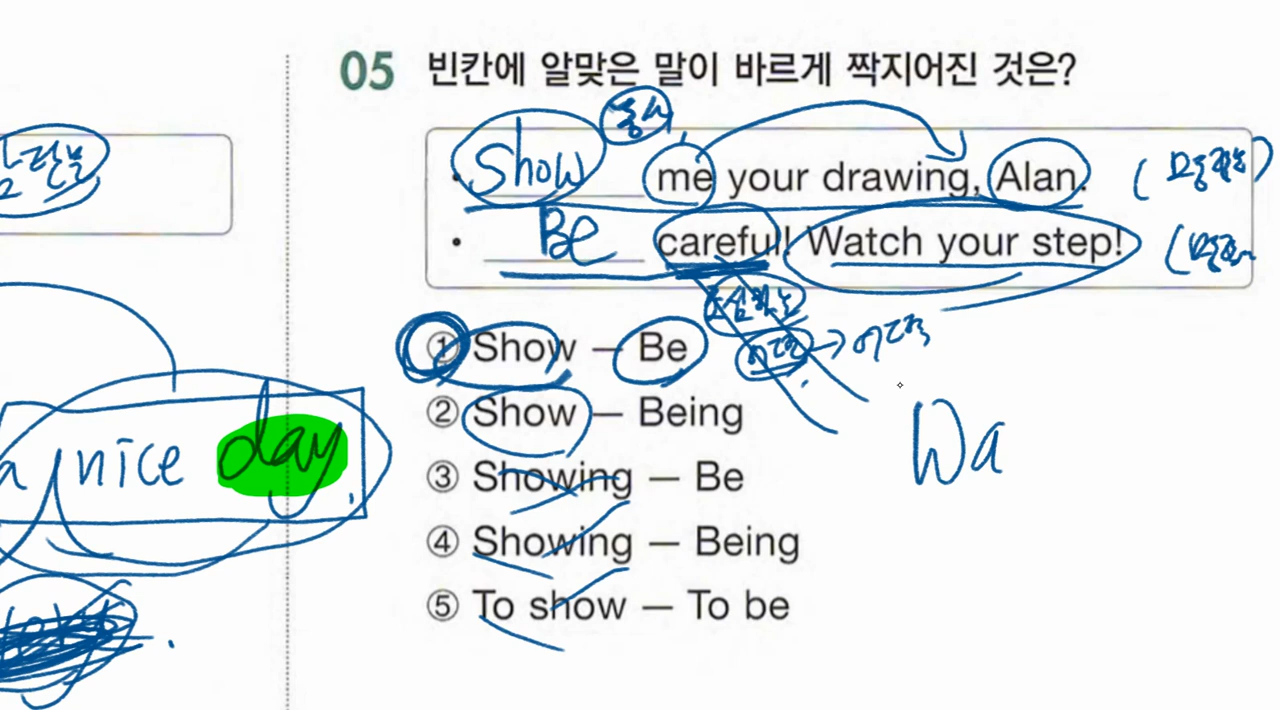 05 빈칸에 알맞은 말이 바르게 짝지어진 것은?
동사
• Show me your drawing, Alan.
• Be careful! Watch your step!
① Show — Be
② Show — Being
③ Showing — Be
④ Showing — Being
⑤ To show — To be
Wa
a nice day.